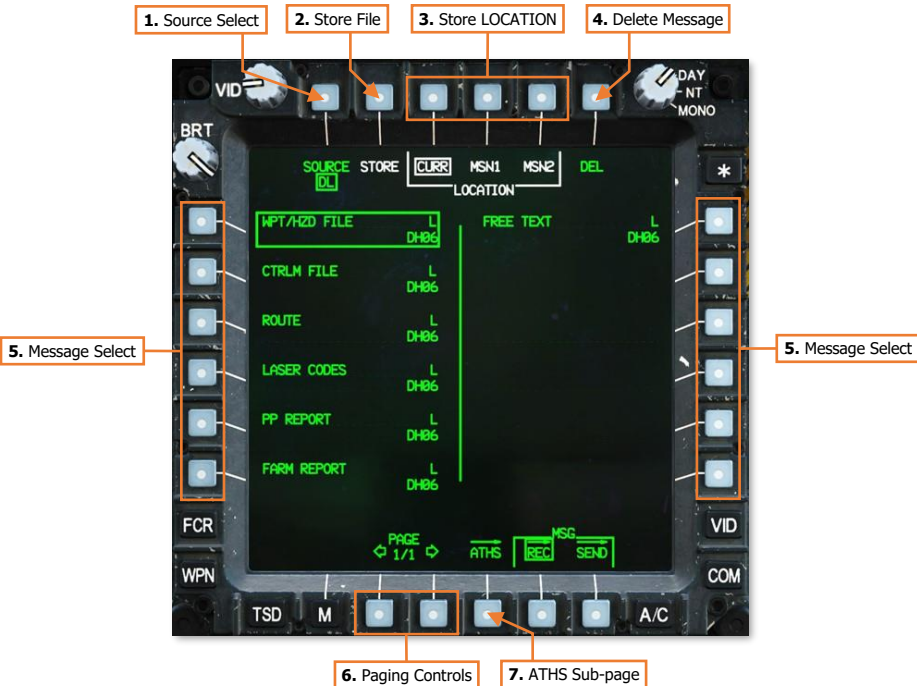 1. Source Select
2. Store File
3. Store LOCATION
4. Delete Message
VID
DAY
NT
MONO
BRT
SOURCE STORE CURR MSN1 MSN2 DEL
DL
LOCATION
*
WPT/HZD FILE L
DH06
FREE TEXT L
DH06
CTRLM FILE L
DH06
ROUTE L
DH06
5. Message Select
5. Message Select
LASER CODES L
DH06
PP REPORT L
DH06
FARM REPORT L
DH06
FCR
VID
PAGE
1/1
ATHS
MSG
REC
SEND
WPN
COM
TSD
M
A/C
6. Paging Controls
7. ATHS Sub-page